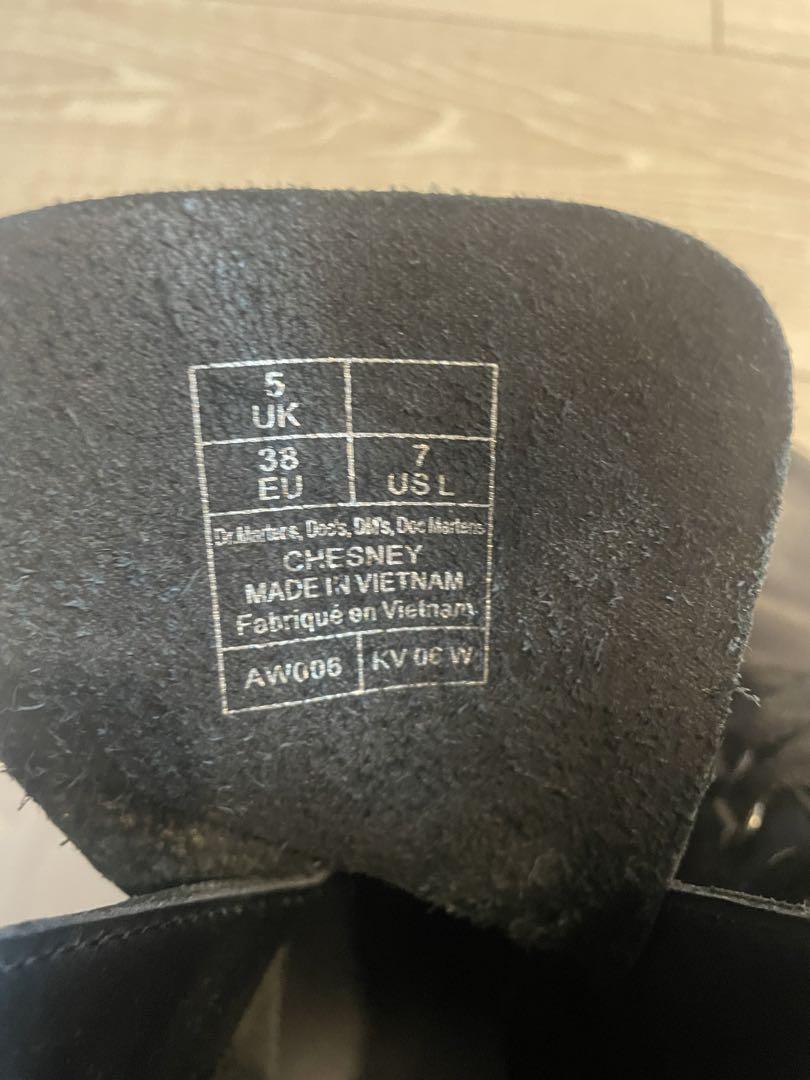 5
UK
38
EU
7
US L
Dr.Martens, Doc's, DM's, Doc Martens
CHESNEY
MADE IN VIETNAM
Fabriqué en Vietnam
AW006
KV 06 W